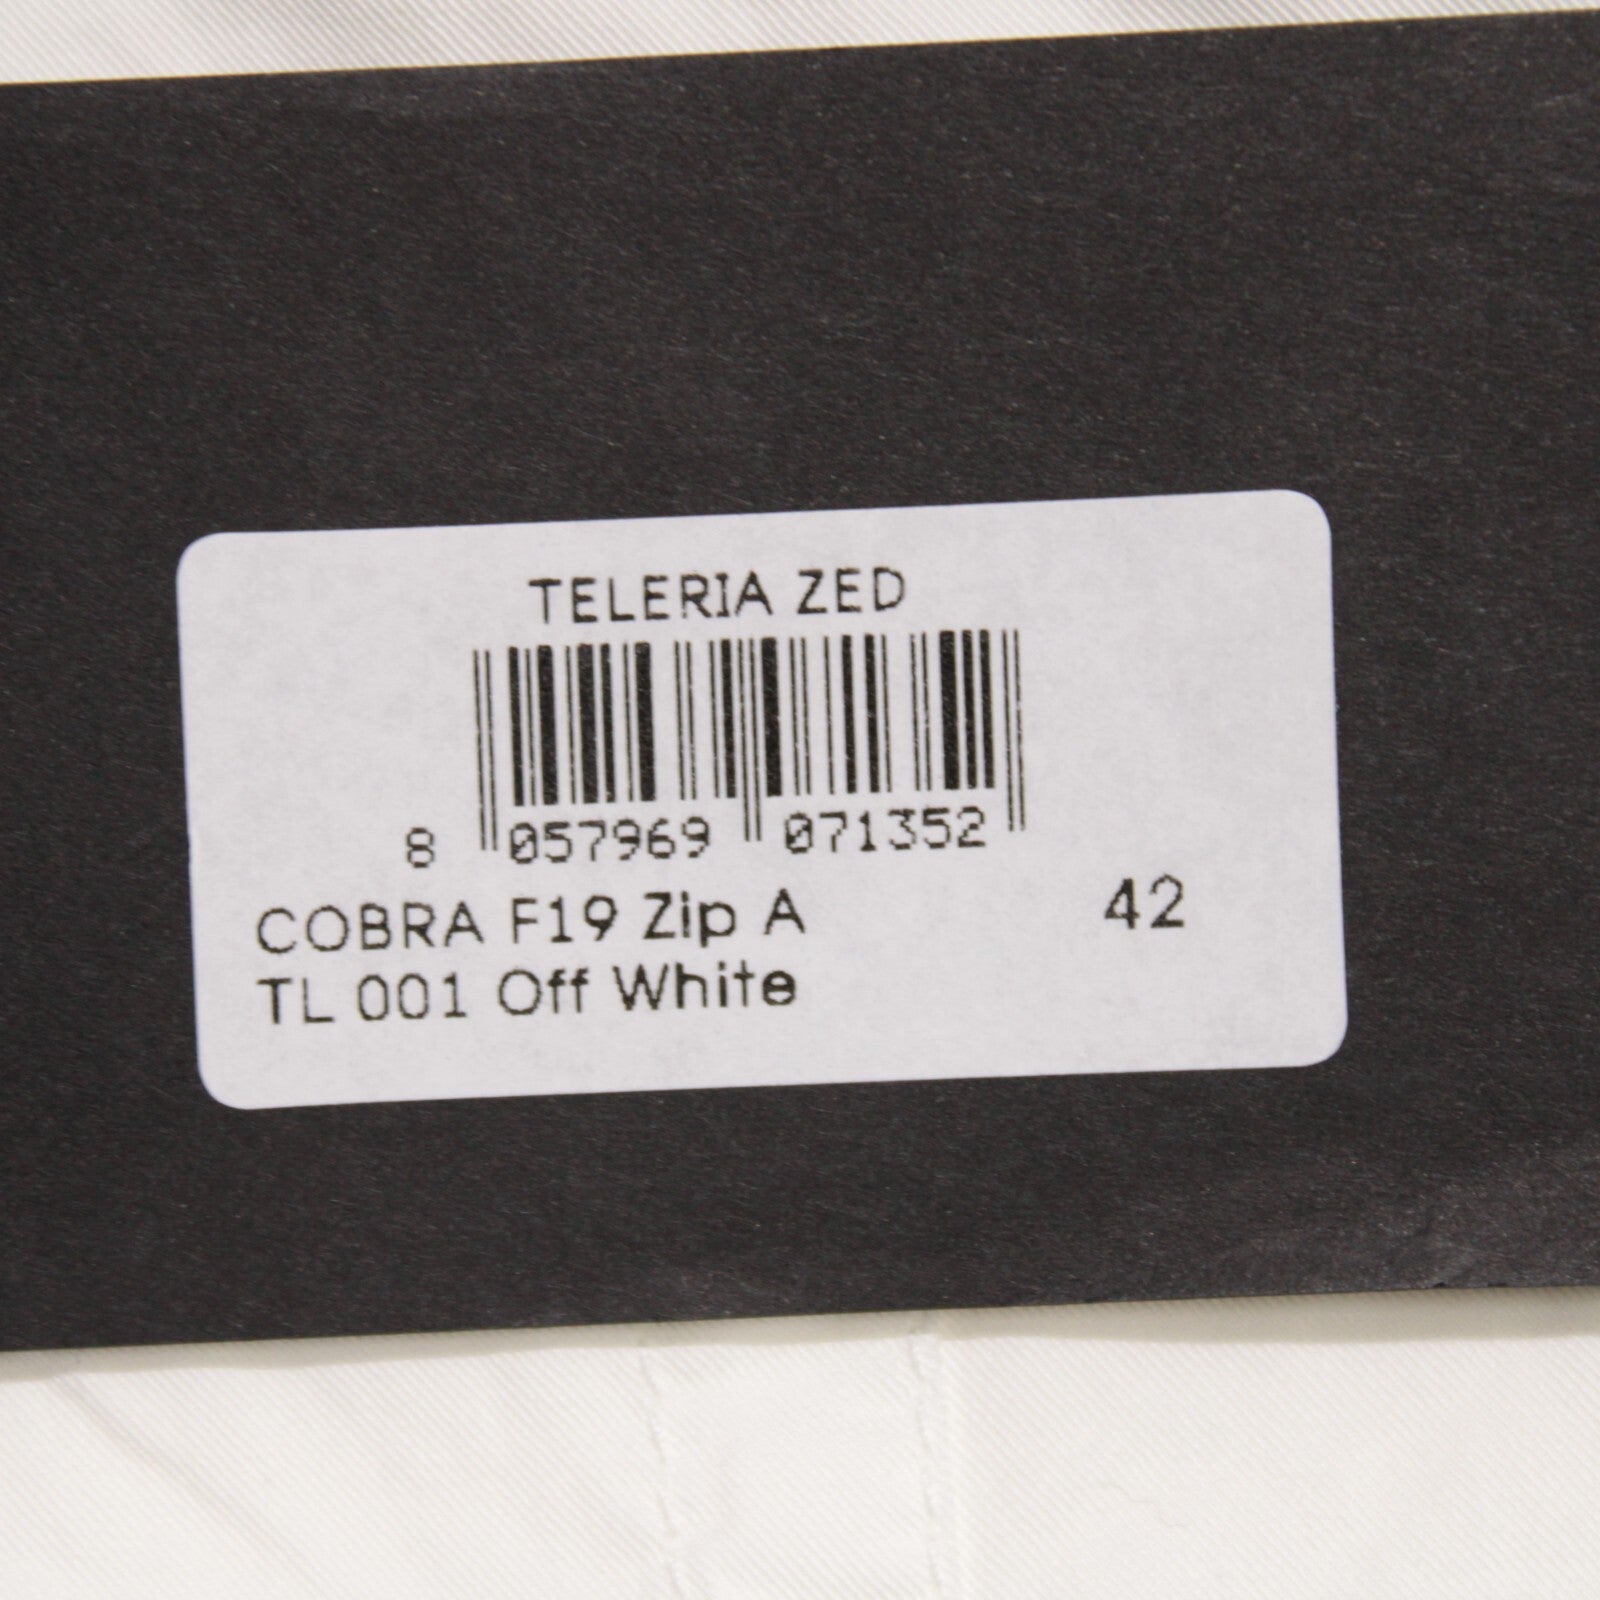 TELERIA ZED
8 057969 071352
COBRA F19 Zip A 42
TL 001 Off White